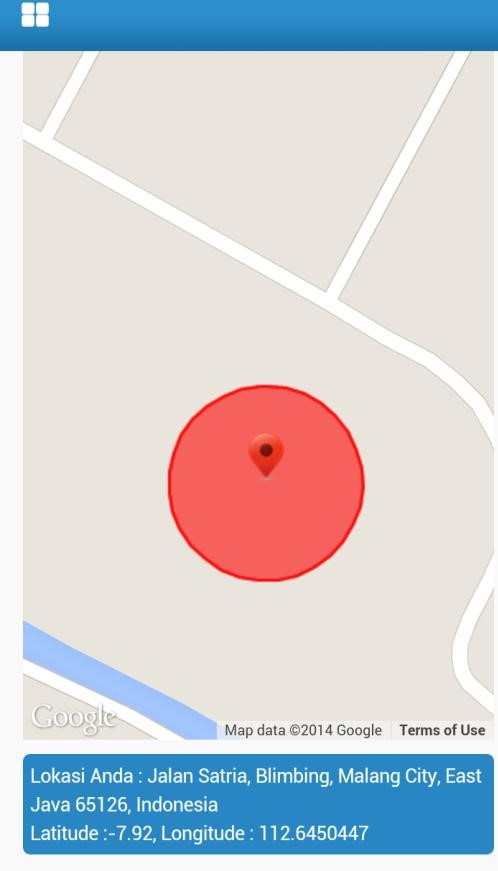 Google
Map data ©2014 Google Terms of Use
Lokasi Anda : Jalan Satria, Blimbing, Malang City, East
Java 65126, Indonesia
Latitude :-7.92, Longitude : 112.6450447